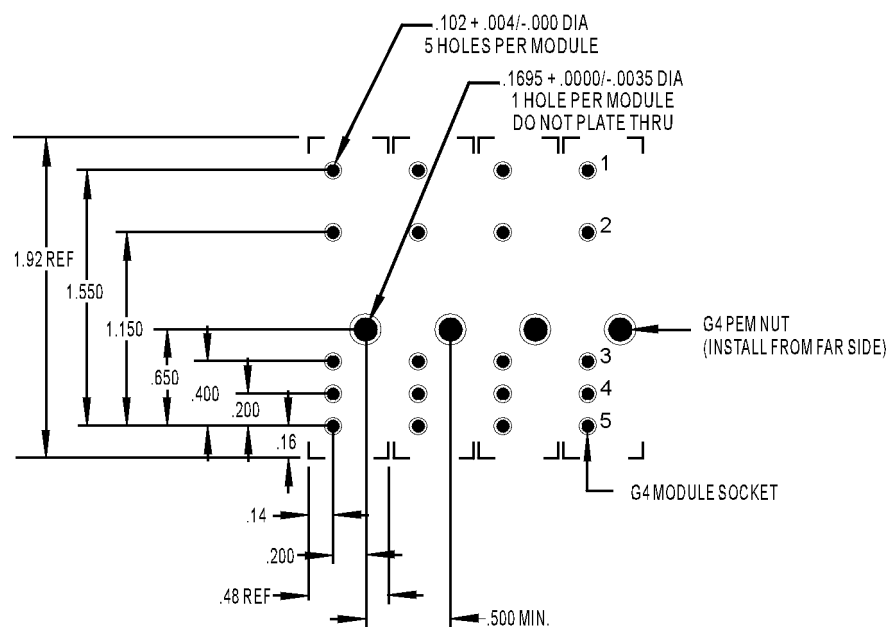 .102 + .004/-.000 DIA
5 HOLES PER MODULE
.1695 + .0000/-.0035 DIA
1 HOLE PER MODULE
DO NOT PLATE THRU
1
2
1.92 REF
1.550
1.150
G4 PEM NUT
(INSTALL FROM FAR SIDE)
.650
3
.400
4
.200
5
.16
G4 MODULE SOCKET
.14
.200
.48 REF
.500 MIN.